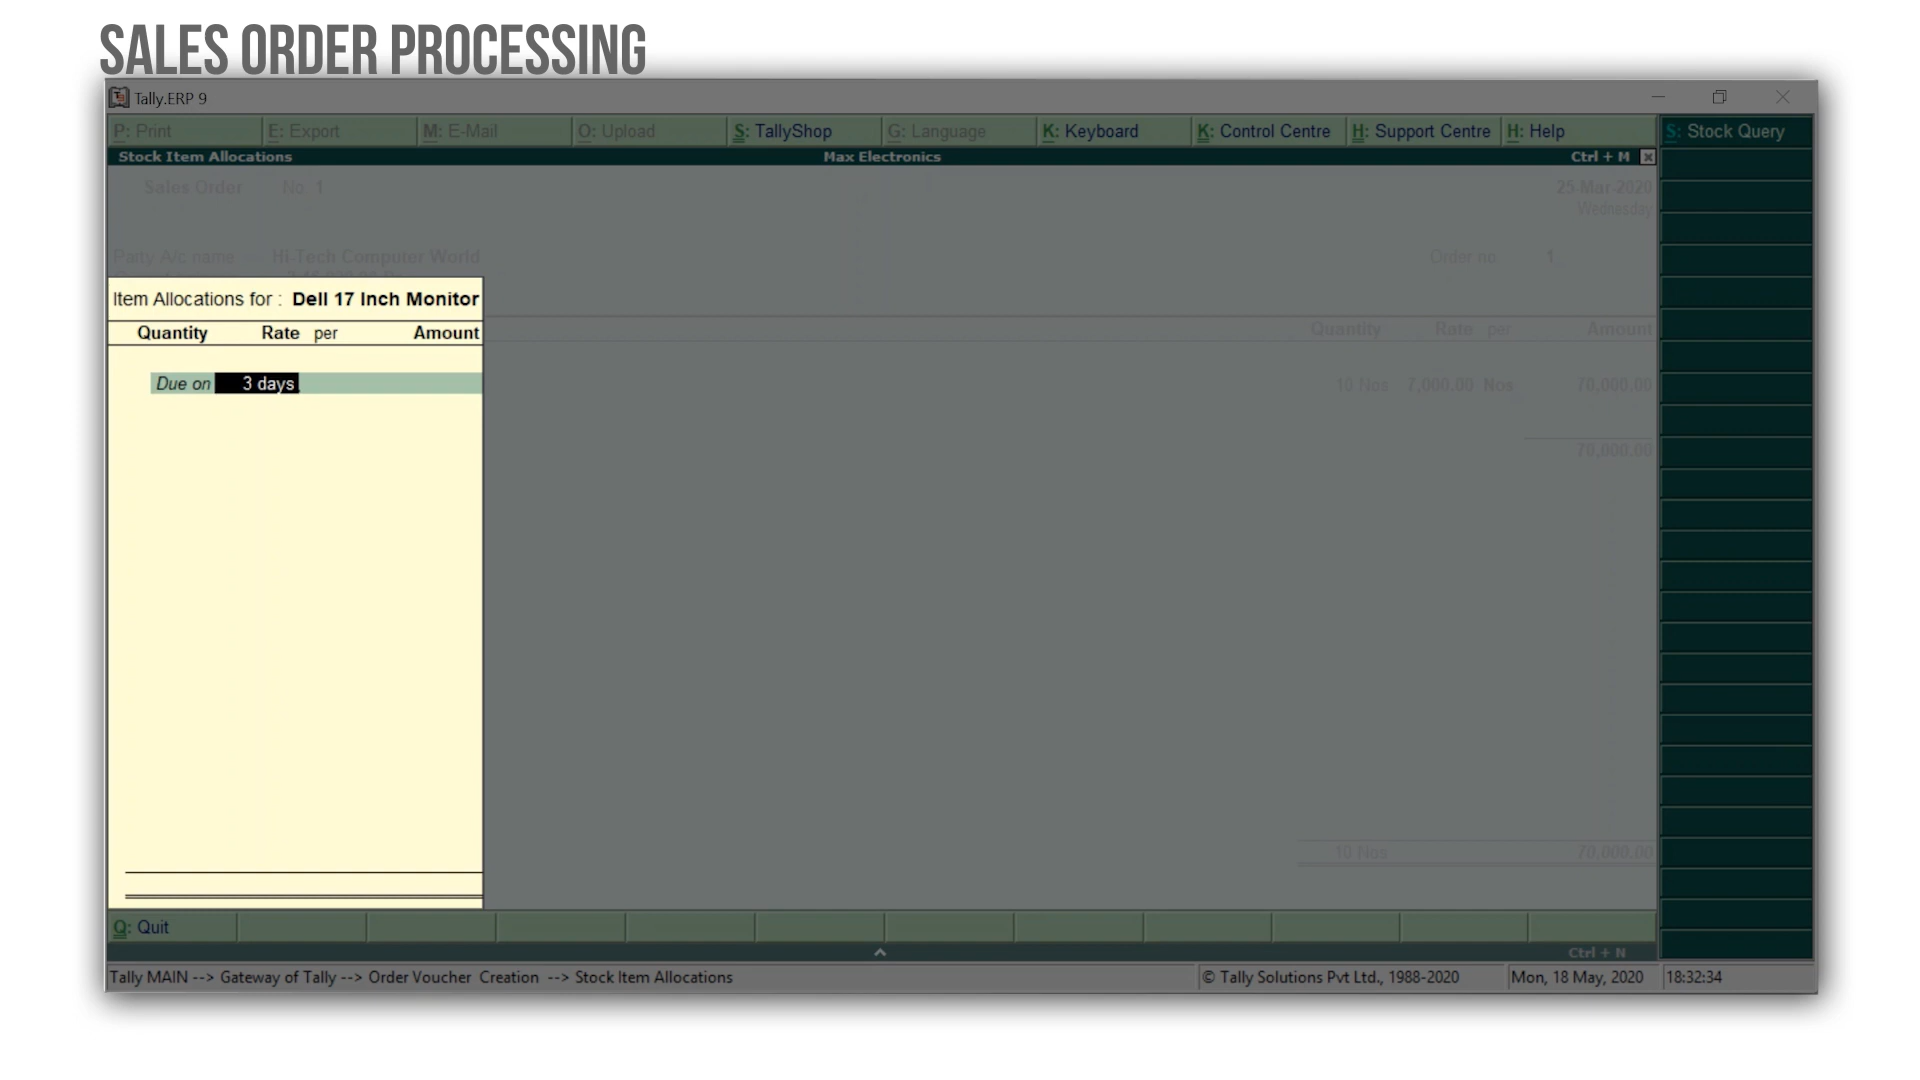 SALES ORDER PROCESSING
Tally.ERP 9
P: Print E: Export M: E-Mail O: Upload S: TallyShop G: Language K: Keyboard K: Control Centre H: Support Centre H: Help S: Stock Query
Stock Item Allocations Max Electronics Ctrl + M
Sales Order No. 1 25-Mar-2020
Wednesday
Party A/c name HI-Tech Computer World Order no. 1
Item Allocations for : Dell 17 Inch Monitor
Quantity Rate per Amount Quantity Rate per Amount
Due on 3 days 10 Nos 7,000.00 Nos 70,000.00
70,000.00
10 Nos 70,000.00
Q: Quit
Ctrl + N
Tally MAIN --> Gateway of Tally --> Order Voucher Creation --> Stock Item Allocations © Tally Solutions Pvt Ltd., 1988-2020 Mon, 18 May, 2020 18:32:34